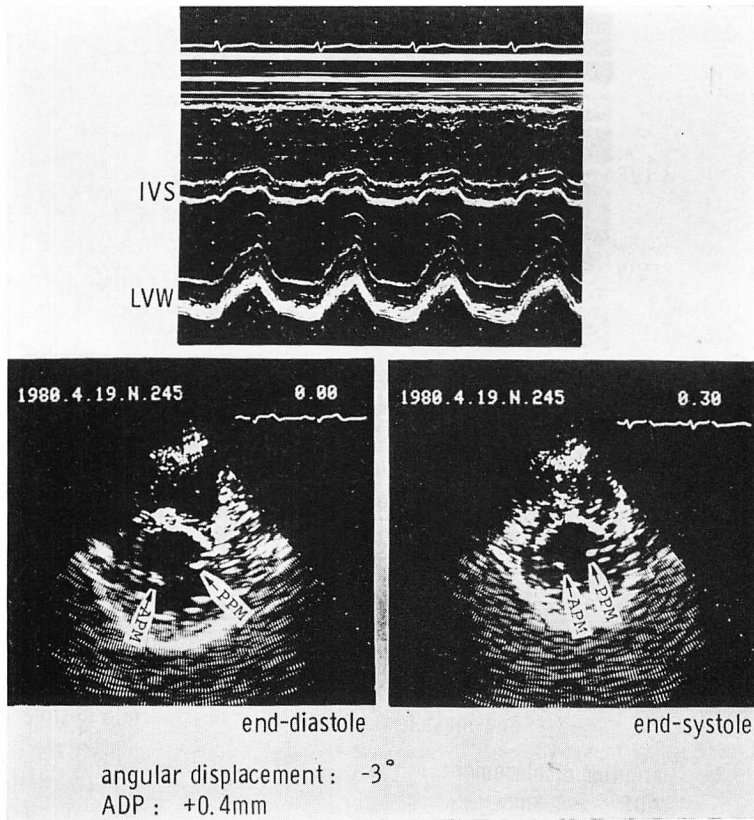 IVS
LVW
1980.4.19.N.245 0.00
APM
PPM
1980.4.19.N.245 0.30
APM
PPM
end-diastole
end-systole
angular displacement : -3°
ADP : +0.4mm